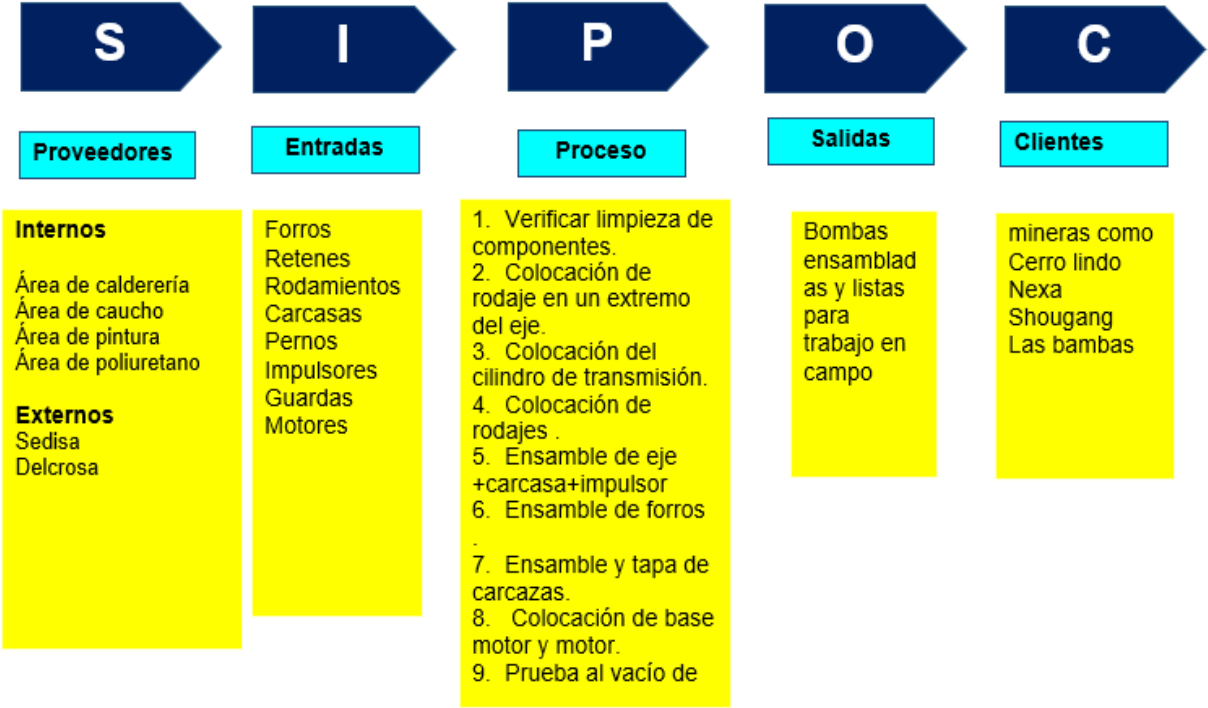 S
I
P
O
C
Proveedores
Entradas
Proceso
Salidas
Clientes
Internos
Área de calderería
Área de caucho
Área de pintura
Área de poliuretano
Externos
Sedisa
Delcrosa
Forros
Retenes
Rodamientos
Carcasas
Pernos
Impulsores
Guardas
Motores
1. Verificar limpieza de
componentes.
2. Colocación de
rodaje en un extremo
del eje.
3. Colocación del
cilindro de transmisión.
4. Colocación de
rodajes .
5. Ensamble de eje
+carcasa+impulsor
6. Ensamble de forros
.
7. Ensamble y tapa de
carcazas.
8. Colocación de base
motor y motor.
9. Prueba al vacío de
Bombas
ensamblad
as y listas
para
trabajo en
campo
mineras como
Cerro lindo
Nexa
Shougang
Las bambas